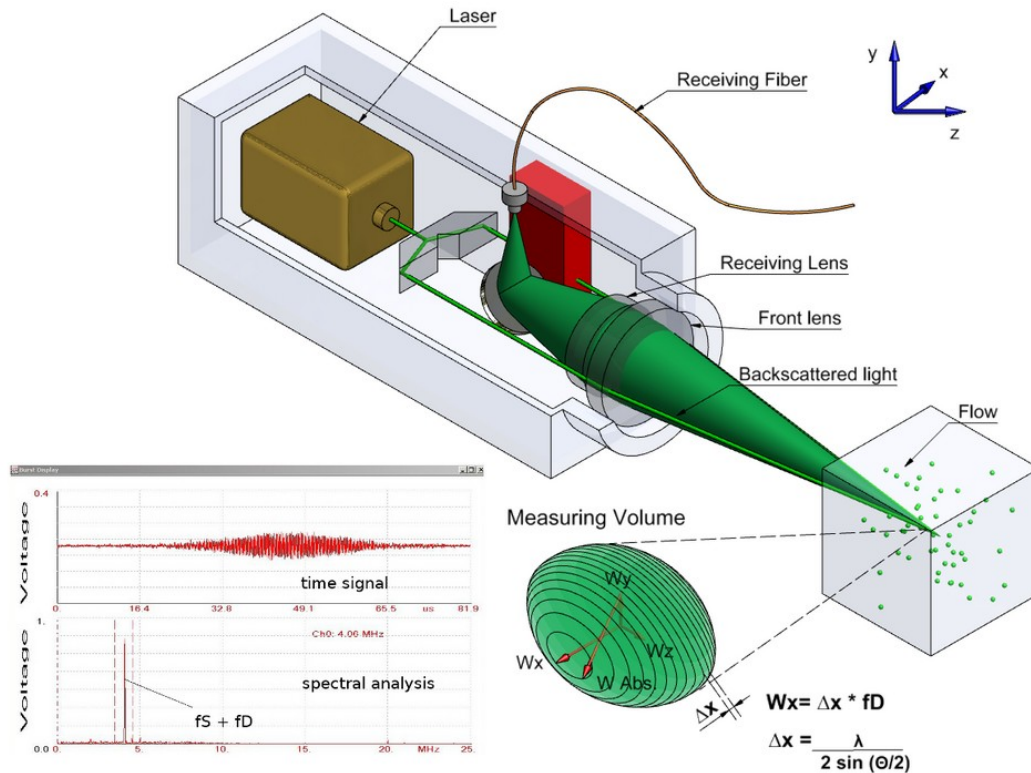 Laser
Receiving Fiber
y
x
z
Receiving Lens
Front lens
Backscattered light
Flow
Burst Display
0.4
Voltage
time signal
0. 16.4 32.8 49.1 65.5 us 81.9
1.
Ch0: 4.06 MHz
Voltage
spectral analysis
fS + fD
0.0
0. 5. 10. 15. 20. MHz 25.
Measuring Volume
Wy
Wx
Wz
W Abs.
Δx
Wx= Δx * fD
Δx = λ
2 sin (Θ/2)